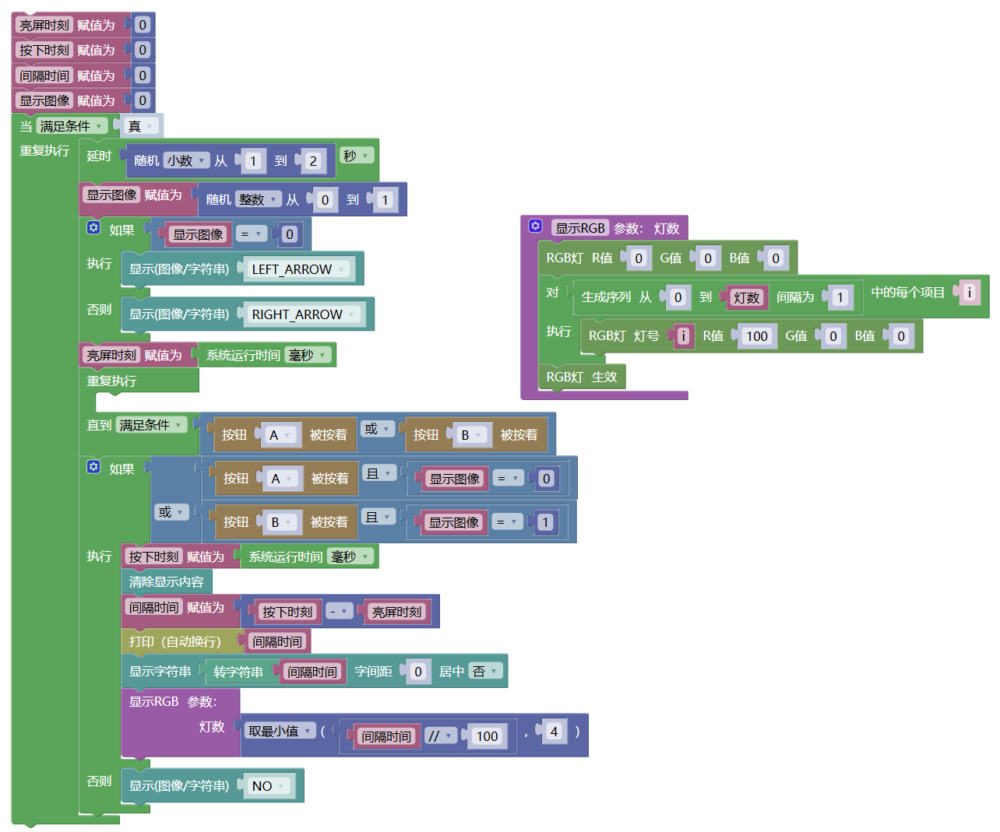 亮屏时刻 赋值为 0
按下时刻 赋值为 0
间隔时间 赋值为 0
显示图像 赋值为 0
当 满足条件 真
重复执行
延时 随机 小数 从 1 到 2 秒
显示图像 赋值为 随机 整数 从 0 到 1
如果 显示图像 = 0
执行 显示(图像/字符串) LEFT_ARROW
否则 显示(图像/字符串) RIGHT_ARROW
亮屏时刻 赋值为 系统运行时间 毫秒
重复执行
直到 满足条件 按钮 A 被按着 或 按钮 B 被按着
如果 按钮 A 被按着 且 显示图像 = 0
或
按钮 B 被按着 且 显示图像 = 1
执行 按下时刻 赋值为 系统运行时间 毫秒
清除显示内容
间隔时间 赋值为 按下时刻 - 亮屏时刻
打印（自动换行） 间隔时间
显示字符串 转字符串 间隔时间 字间距 0 居中 否
显示RGB 参数：
灯数 取最小值 ( 间隔时间 // 100 , 4 )
否则 显示(图像/字符串) NO
显示RGB 参数： 灯数
RGB灯 R值 0 G值 0 B值 0
对 生成序列 从 0 到 灯数 间隔为 1 中的每个项目 i
执行 RGB灯 灯号 i R值 100 G值 0 B值 0
RGB灯 生效